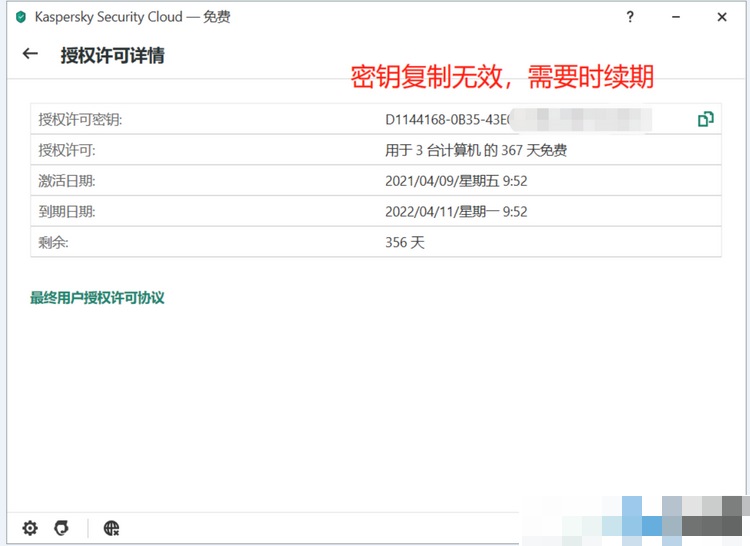 Kaspersky Security Cloud — 免费
授权许可详情
密钥复制无效，需要时续期
授权许可密钥: D1144168-0B35-43E
授权许可: 用于 3 台计算机 的 367 天免费
激活日期: 2021/04/09/星期五 9:52
到期日期: 2022/04/11/星期一 9:52
剩余: 356 天
最终用户授权许可协议